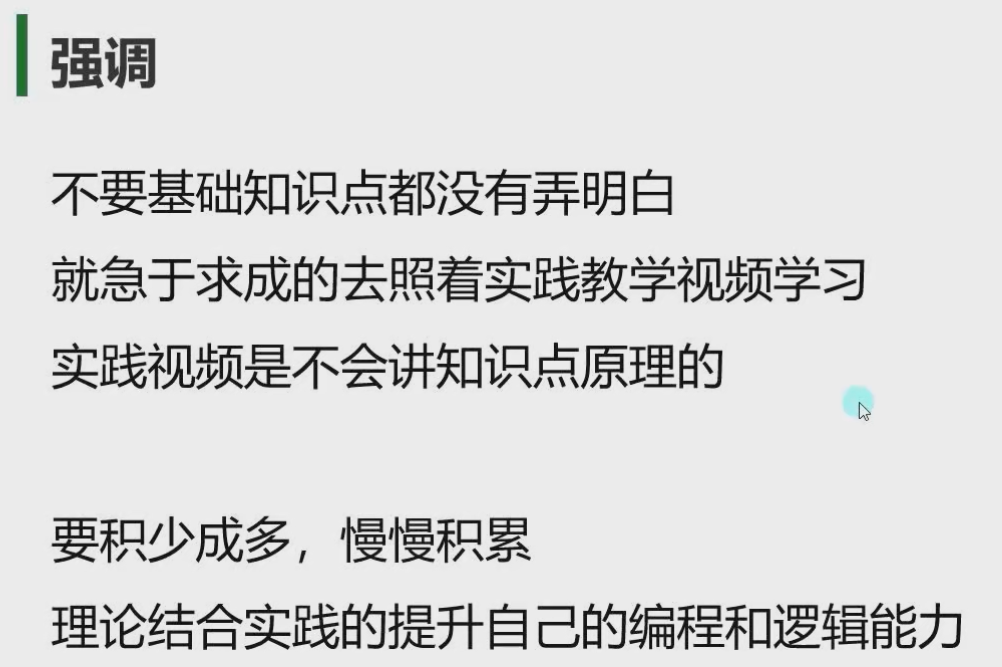 强调
不要基础知识点都没有弄明白
就急于求成的去照着实践教学视频学习
实践视频是不会讲知识点原理的
要积少成多，慢慢积累
理论结合实践的提升自己的编程和逻辑能力